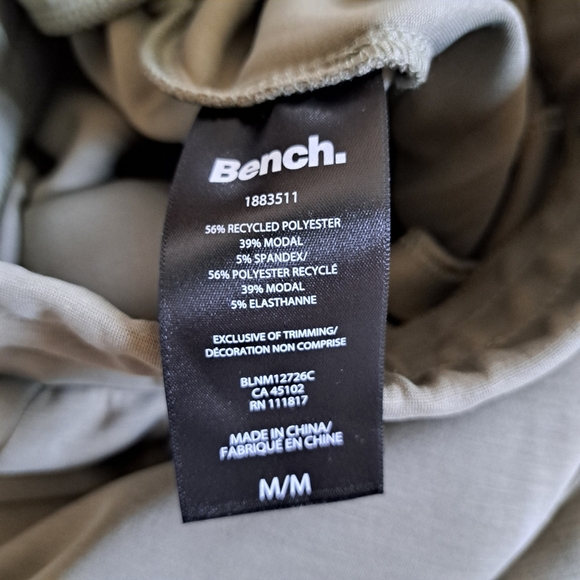 Bench.
1883511
56% RECYCLED POLYESTER
39% MODAL
5% SPANDEX/
56% POLYESTER RECYCLÉ
39% MODAL
5% ELASTHANNE
EXCLUSIVE OF TRIMMING/
DÉCORATION NON COMPRISE
BLNM12726C
CA 45102
RN 111817
MADE IN CHINA/
FABRIQUÉ EN CHINE
M/M